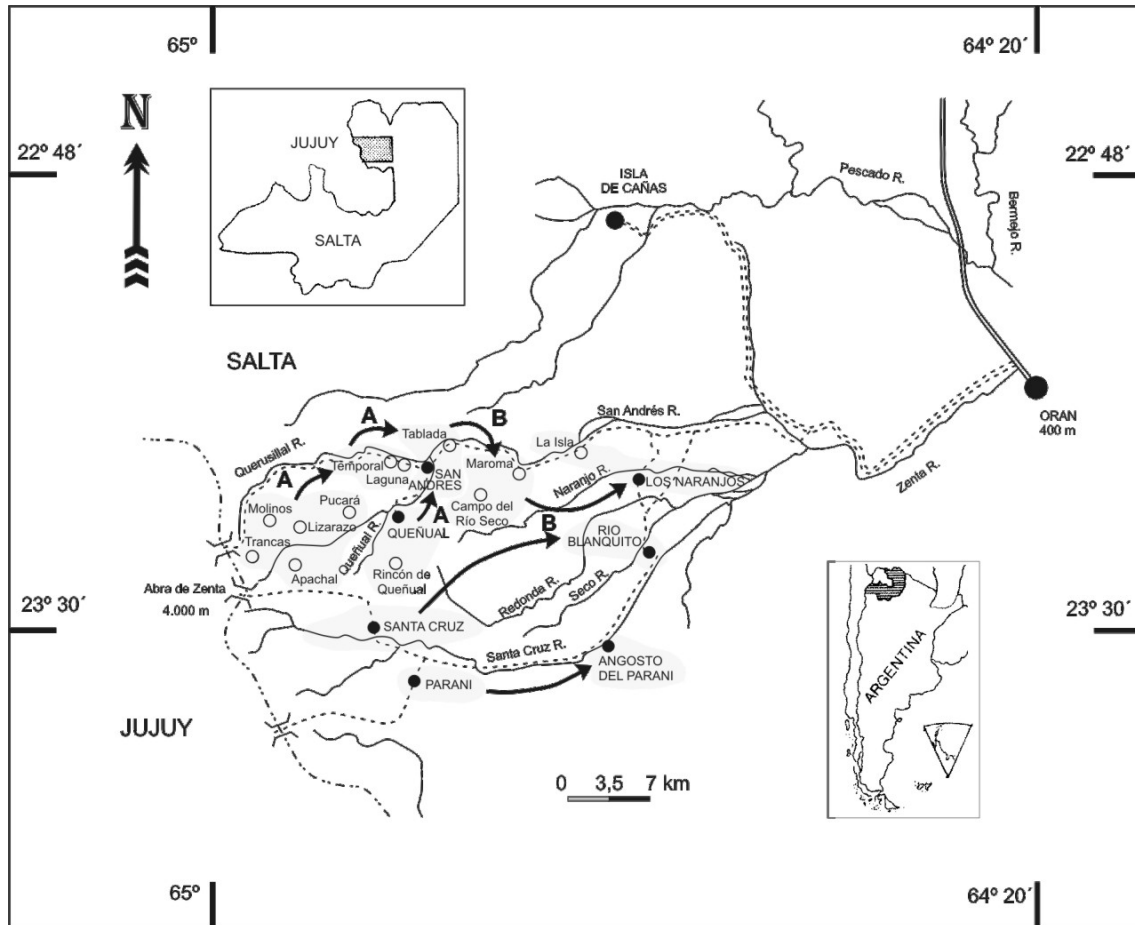 65º
64º 20´
N
22º 48´
22º 48´
JUJUY
SALTA
ISLA
DE CAÑAS
Pescado R.
Bermejo R.
SALTA
ORAN
400 m
A
B
Tablada
San Andrés R.
La Isla
Querusillal R.
Temporal
Maroma
A
Laguna
SAN
ANDRES
Zenta R.
Naranjo R.
LOS NARANJOS
Pucará
Molinos
Campo del
Río Seco
Lizarazo
A
QUEÑUAL
B
RIO
BLANQUITO
Trancas
Queñual R.
Apachal
Rincón de
Queñual
Redonda R.
Seco R.
Abra de Zenta
4.000 m
23º 30´
23º 30´
SANTA CRUZ
Santa Cruz R.
ANGOSTO
DEL PARANI
PARANI
JUJUY
ARGENTINA
0 3,5 7 km
65º
64º 20´